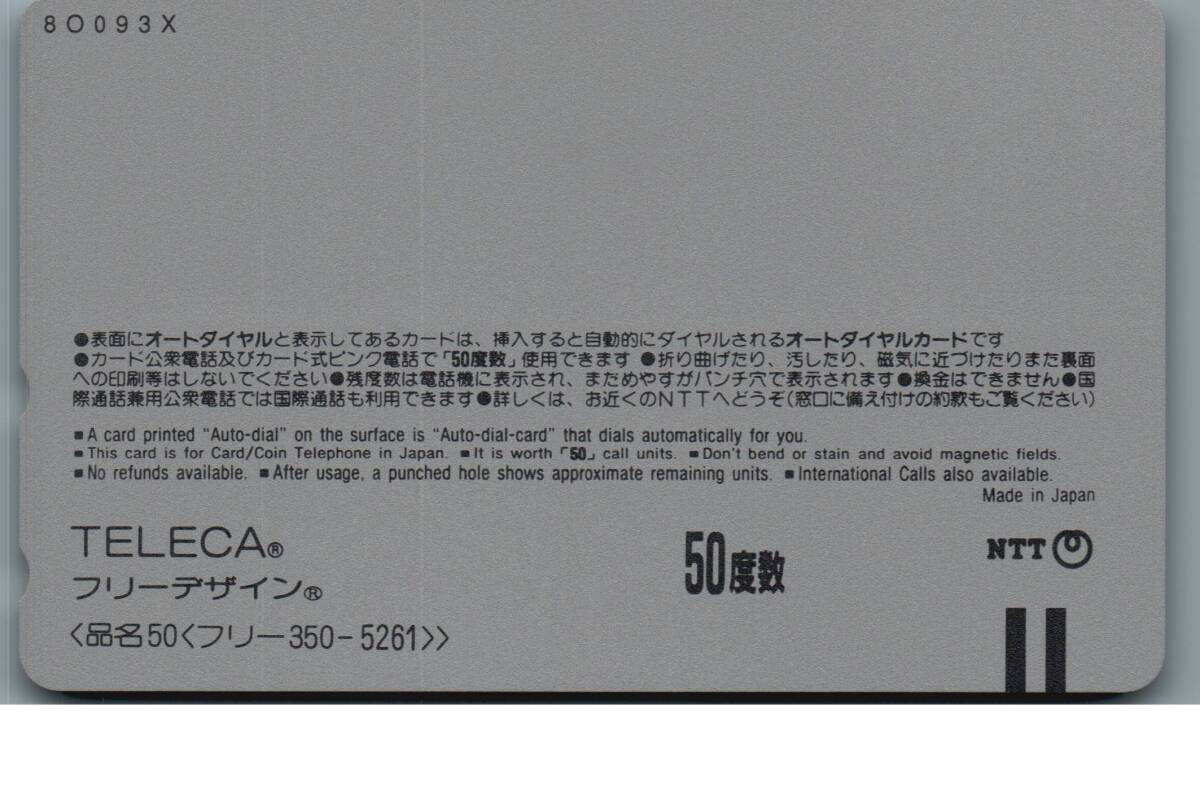 80093X
●表面にオートダイヤルと表示してあるカードは、挿入すると自動的にダイヤルされるオートダイヤルカードです
●カード公衆電話及びカード式ピンク電話で「50度数」使用できます ●折り曲げたり、汚したり、磁気に近づけたりまた裏面
への印刷等はしないでください●残度数は電話機に表示され、まためやすがパンチ穴で表示されます●換金はできません●国
際通話兼用公衆電話では国際通話も利用できます●詳しくは、お近くのNTTへどうぞ(窓口に備え付けの約款もご覧ください)
■A card printed “Auto-dial” on the surface is “Auto-dial-card” that dials automatically for you.
■This card is for Card/Coin Telephone in Japan. ■It is worth「50」call units. ■Don't bend or stain and avoid magnetic fields.
■No refunds available. ■After usage, a punched hole shows approximate remaining units. ■International Calls also available.
Made in Japan
TELECA®
フリーデザイン®
〈品名50〈フリー350-5261〉〉
50度数
NTT